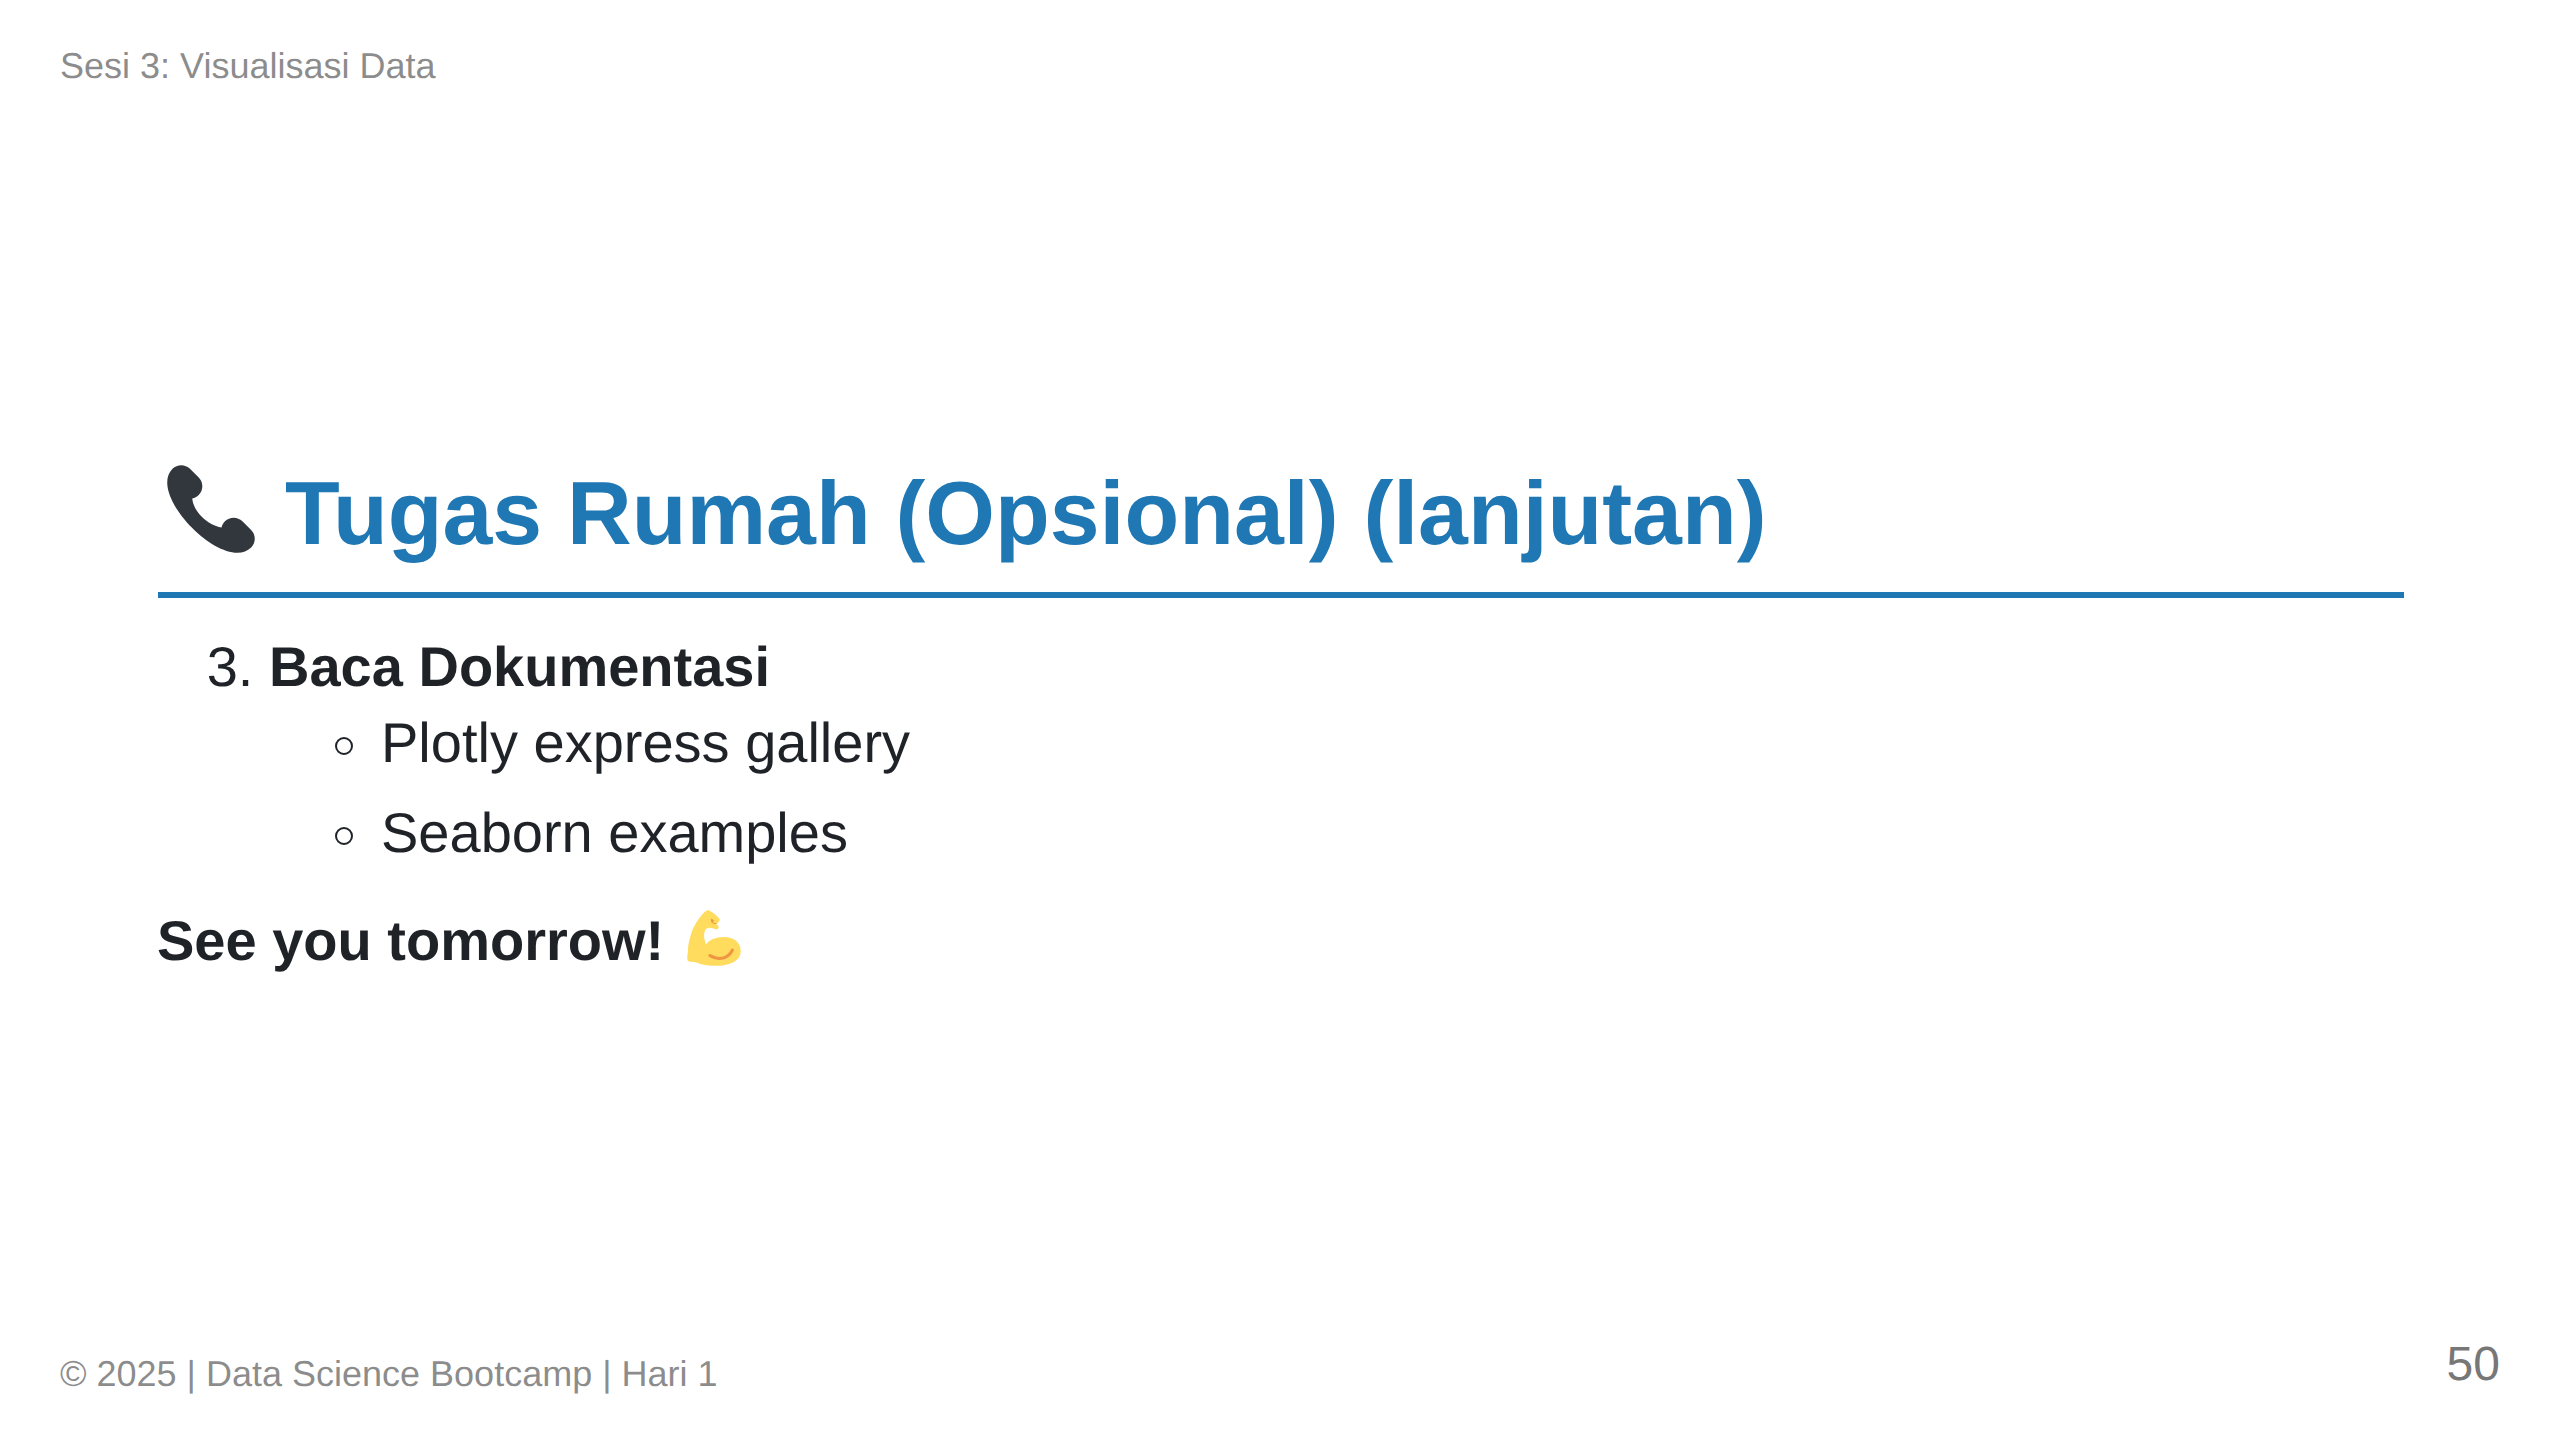 Sesi 3: Visualisasi Data
📞 Tugas Rumah (Opsional) (lanjutan)
3. Baca Dokumentasi
○ Plotly express gallery
○ Seaborn examples
See you tomorrow! 💪
© 2025 | Data Science Bootcamp | Hari 1
50